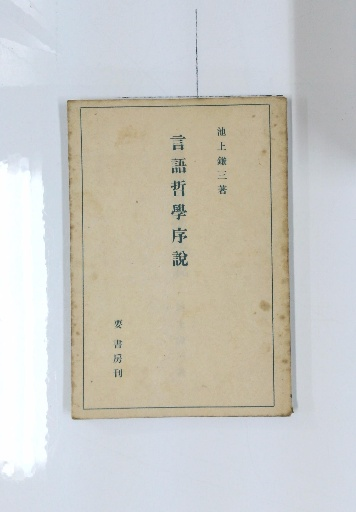 池上鎌三著
言語哲學序說
要書房刊